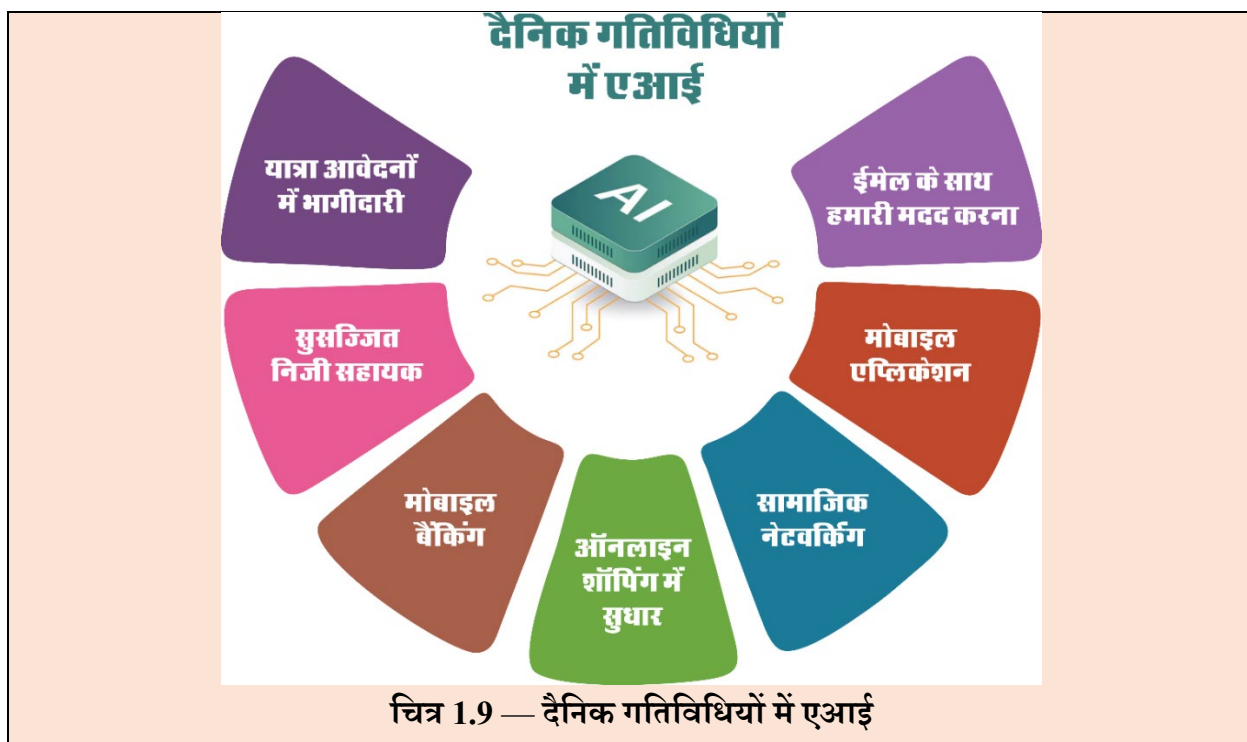 दैनिक गतिविधियों
में एआई
यात्रा आवेदनों
में भागीदारी
ईमेल के साथ
हमारी मदद करना
AI
सुसज्जित
निजी सहायक
मोबाइल
एप्लिकेशन
मोबाइल
बैंकिंग
सामाजिक
नेटवर्किंग
ऑनलाइन
शॉपिंग में
सुधार
चित्र 1.9 — दैनिक गतिविधियों में एआई